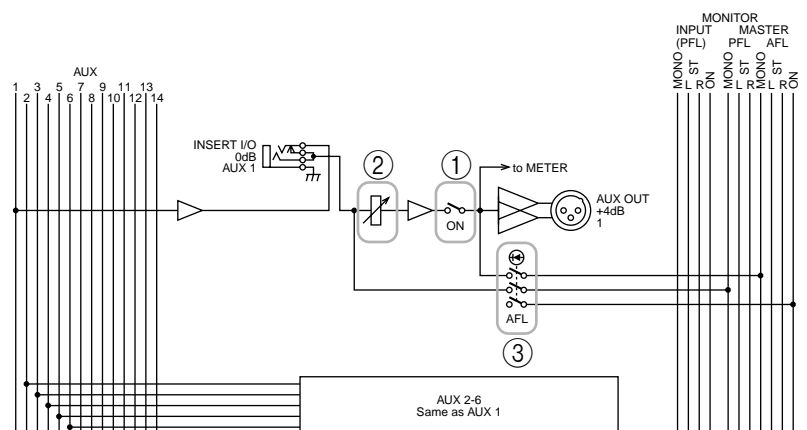 MONITOR
INPUT
(PFL)
MASTER
PFL AFL
MONO
ST
L R
ON
MONO
ST
L R
MONO
ST
L R
ON
AUX
1 2 3 4 5 6 7 8 9 10 11 12 13 14
INSERT I/O
0dB
AUX 1
2
1
to METER
ON
AUX OUT
+4dB
1
AFL
3
AUX 2-6
Same as AUX 1